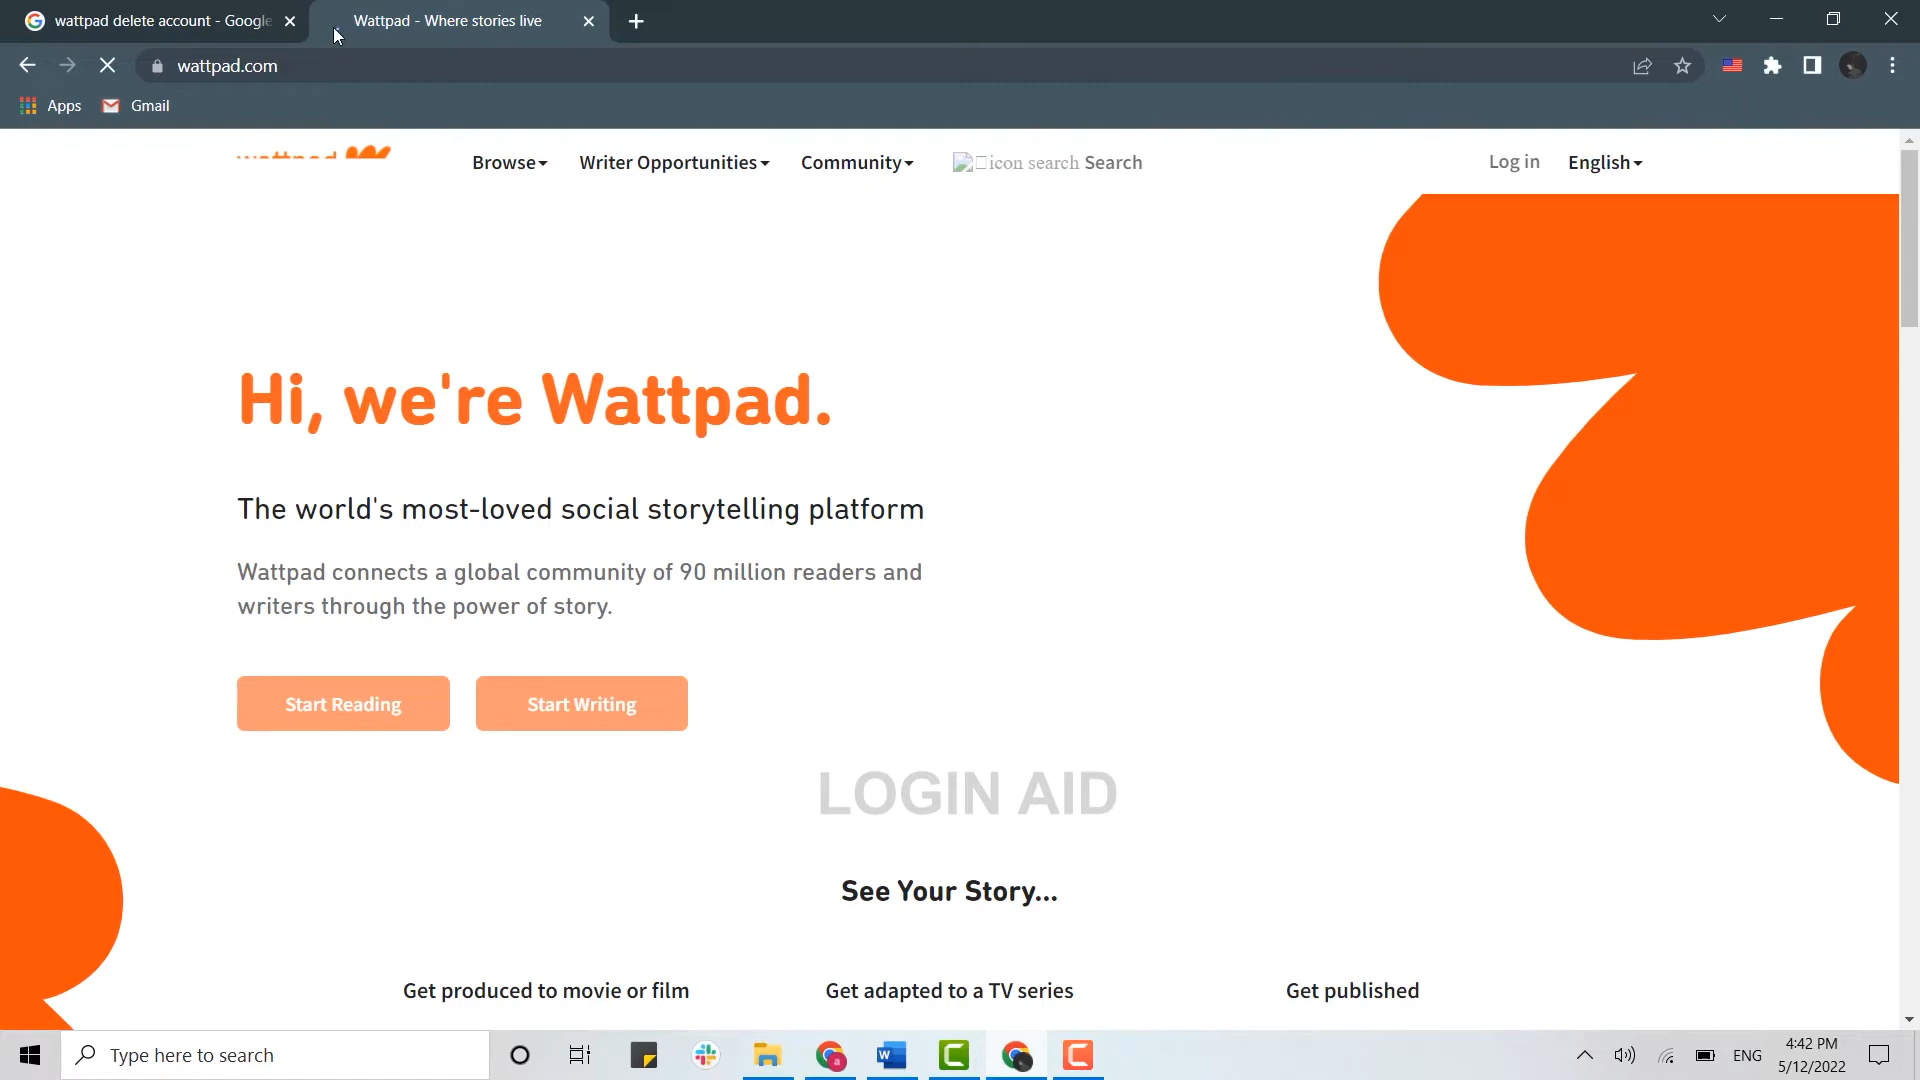 wattpad delete account - Google
Wattpad - Where stories live
wattpad.com
Apps
Gmail
wattpad
Browse
Writer Opportunities
Community
icon search Search
Log in
English
Hi, we're Wattpad.
The world's most-loved social storytelling platform
Wattpad connects a global community of 90 million readers and
writers through the power of story.
Start Reading
Start Writing
LOGIN AID
See Your Story...
Get produced to movie or film
Get adapted to a TV series
Get published
Type here to search
ENG
4:42 PM
5/12/2022